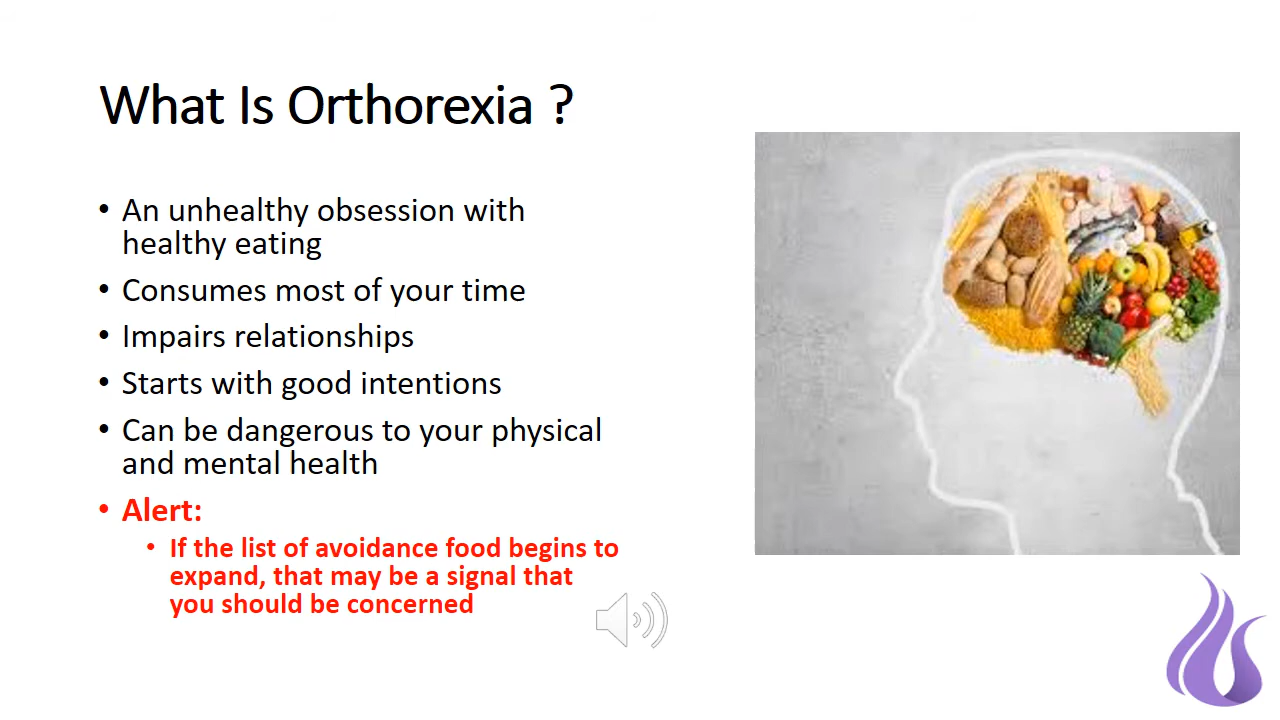 What Is Orthorexia ?
• An unhealthy obsession with
healthy eating
• Consumes most of your time
• Impairs relationships
• Starts with good intentions
• Can be dangerous to your physical
and mental health
• Alert:
• If the list of avoidance food begins to
expand, that may be a signal that
you should be concerned